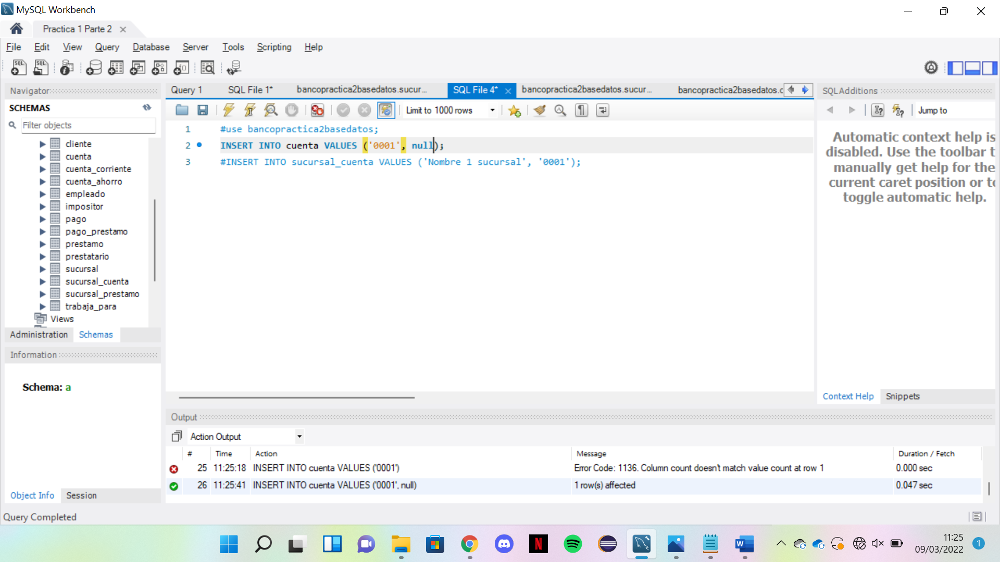 MySQL Workbench
Practica 1 Parte 2
File Edit View Query Database Server Tools Scripting Help
Navigator
SCHEMAS
Filter objects
cliente
cuenta
cuenta_corriente
cuenta_ahorro
empleado
impositor
pago
pago_prestamo
prestamo
prestatario
sucursal
sucursal_cuenta
sucursal_prestamo
trabaja_para
Views
Administration Schemas
Information
Schema: a
Object Info Session
Query Completed
Query 1 SQL File 1* bancopractica2basedatos.sucur... SQL File 4* bancopractica2basedatos.sucur... bancopractica2basedatos.c
Limit to 1000 rows
1 #use bancopractica2basedatos;
2 INSERT INTO cuenta VALUES ('0001', null);
3 #INSERT INTO sucursal_cuenta VALUES ('Nombre 1 sucursal', '0001');
SQLAdditions
Jump to
Automatic context help is
disabled. Use the toolbar t
manually get help for the
current caret position or to
toggle automatic help.
Context Help Snippets
Output
Action Output
# Time Action Message Duration / Fetch
25 11:25:18 INSERT INTO cuenta VALUES ('0001') Error Code: 1136. Column count doesn't match value count at row 1 0.000 sec
26 11:25:41 INSERT INTO cuenta VALUES ('0001', null) 1 row(s) affected 0.047 sec
11:25
09/03/2022
1